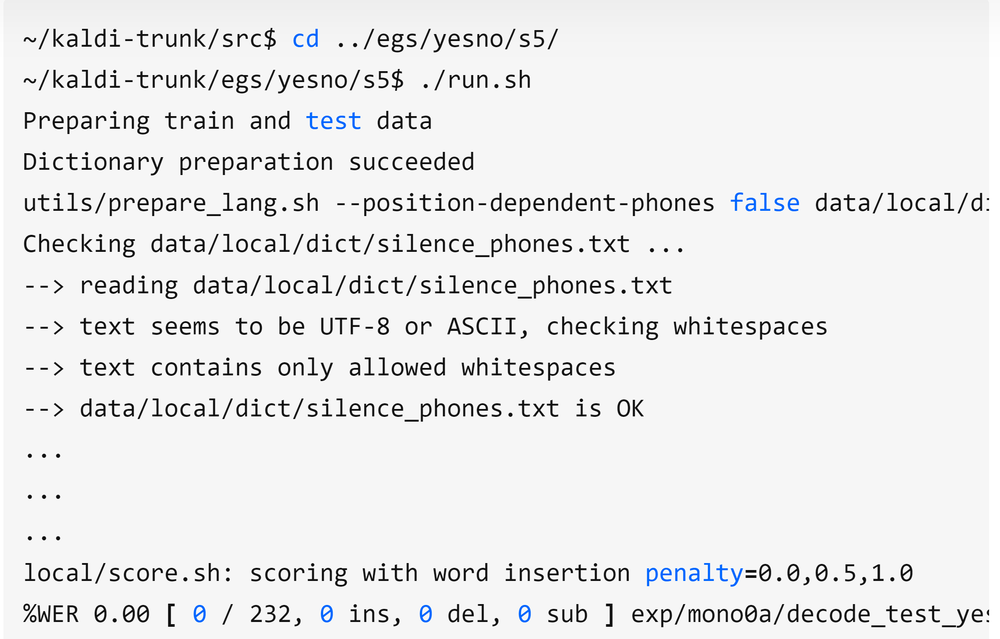 ~/kaldi-trunk/src$ cd ../egs/yesno/s5/
~/kaldi-trunk/egs/yesno/s5$ ./run.sh
Preparing train and test data
Dictionary preparation succeeded
utils/prepare_lang.sh --position-dependent-phones false data/local/di
Checking data/local/dict/silence_phones.txt ...
--> reading data/local/dict/silence_phones.txt
--> text seems to be UTF-8 or ASCII, checking whitespaces
--> text contains only allowed whitespaces
--> data/local/dict/silence_phones.txt is OK
...
...
...
local/score.sh: scoring with word insertion penalty=0.0,0.5,1.0
%WER 0.00 [ 0 / 232, 0 ins, 0 del, 0 sub ] exp/mono0a/decode_test_yes